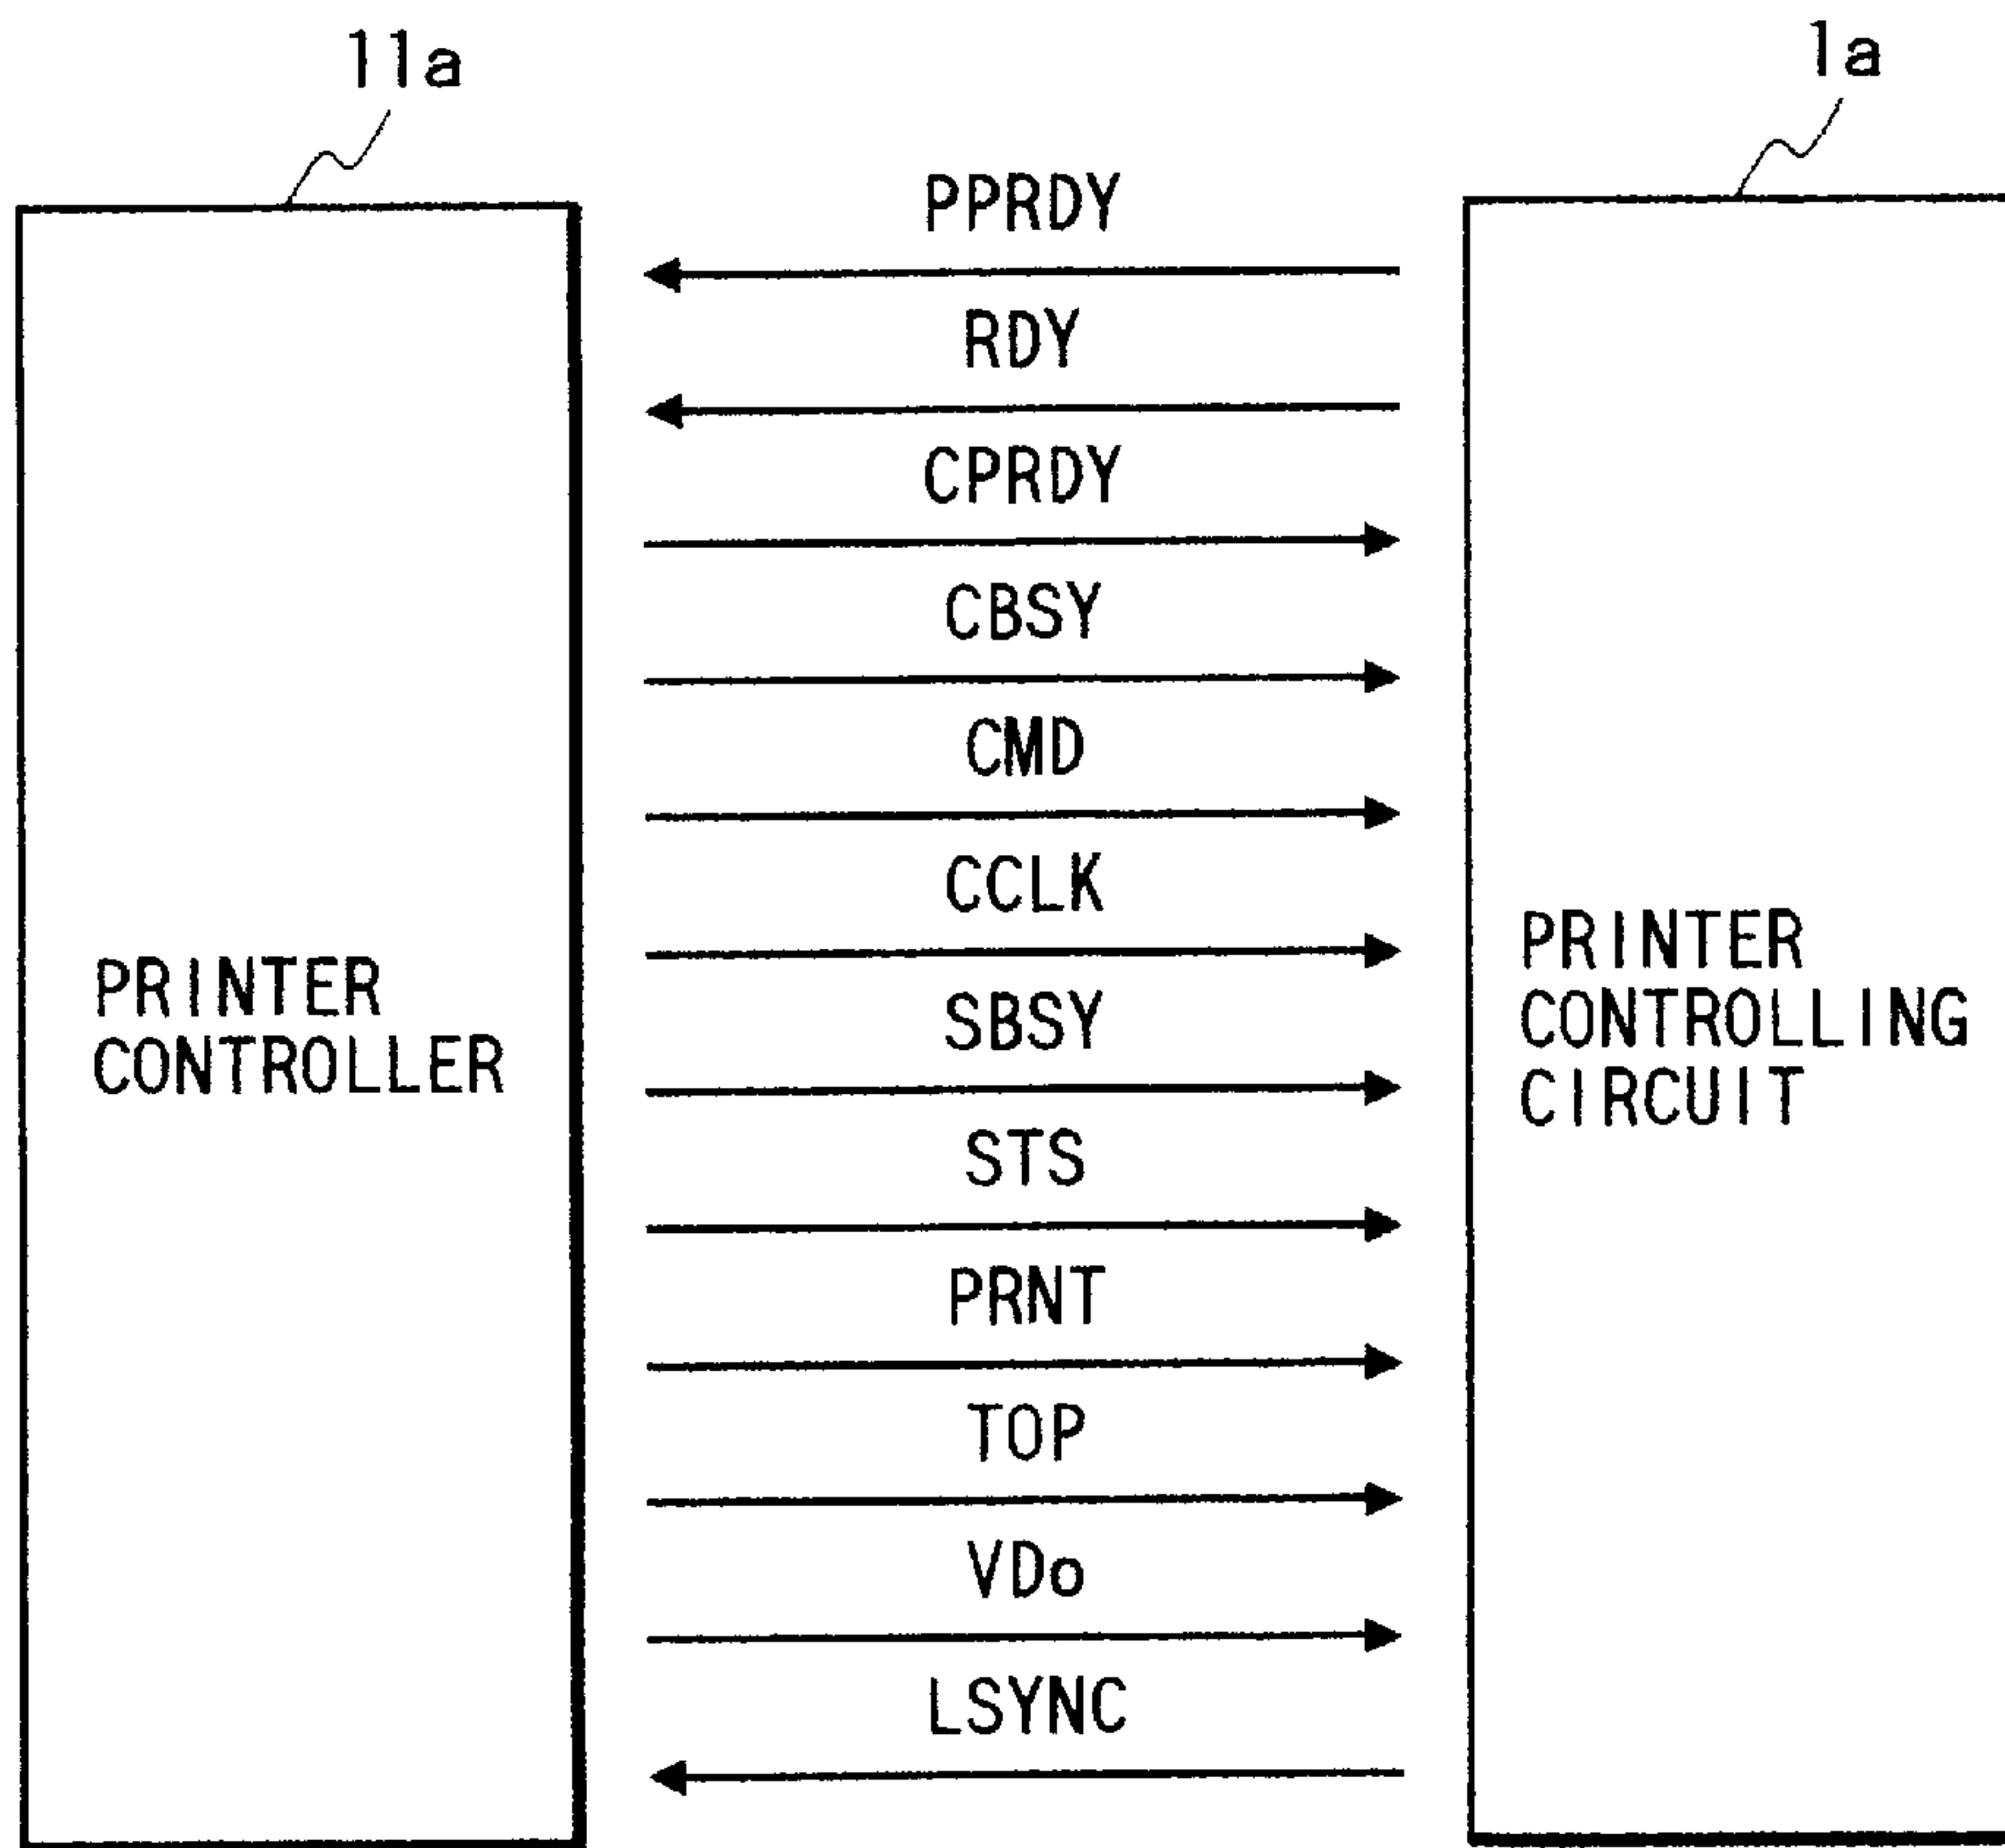 11a
1a
PPRDY
RDY
CPRDY
CBSY
CMD
CCLK
SBSY
STS
PRNT
TOP
VDo
LSYNC
PRINTER
CONTROLLER
PRINTER
CONTROLLING
CIRCUIT